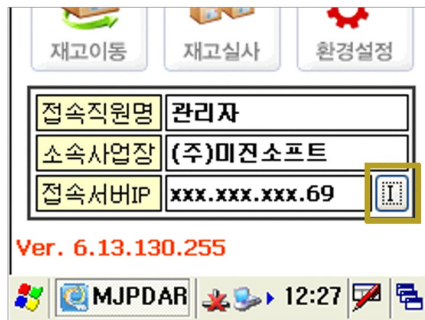 재고이동 재고실사 환경설정
접속직원명 관리자
소속사업장 (주)미진소프트
접속서버IP xxx.xxx.xxx.69 I
Ver. 6.13.130.255
MJPDAR 12:27